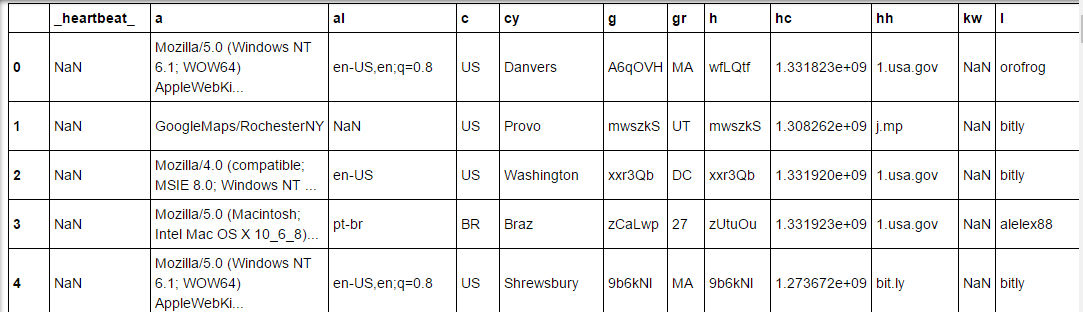 _heartbeat_ a al c cy g gr h hc hh kw l
0 NaN Mozilla/5.0 (Windows NT 6.1; WOW64) AppleWebKi... en-US,en;q=0.8 US Danvers A6qOVH MA wfLQtf 1.331823e+09 1.usa.gov NaN orofrog
1 NaN GoogleMaps/RochesterNY NaN US Provo mwszkS UT mwszkS 1.308262e+09 j.mp NaN bitly
2 NaN Mozilla/4.0 (compatible; MSIE 8.0; Windows NT ... en-US US Washington xxr3Qb DC xxr3Qb 1.331920e+09 1.usa.gov NaN bitly
3 NaN Mozilla/5.0 (Macintosh; Intel Mac OS X 10_6_8)... pt-br BR Braz zCaLwp 27 zUtuOu 1.331923e+09 1.usa.gov NaN alelex88
4 NaN Mozilla/5.0 (Windows NT 6.1; WOW64) AppleWebKi... en-US,en;q=0.8 US Shrewsbury 9b6kNl MA 9b6kNl 1.273672e+09 bit.ly NaN bitly